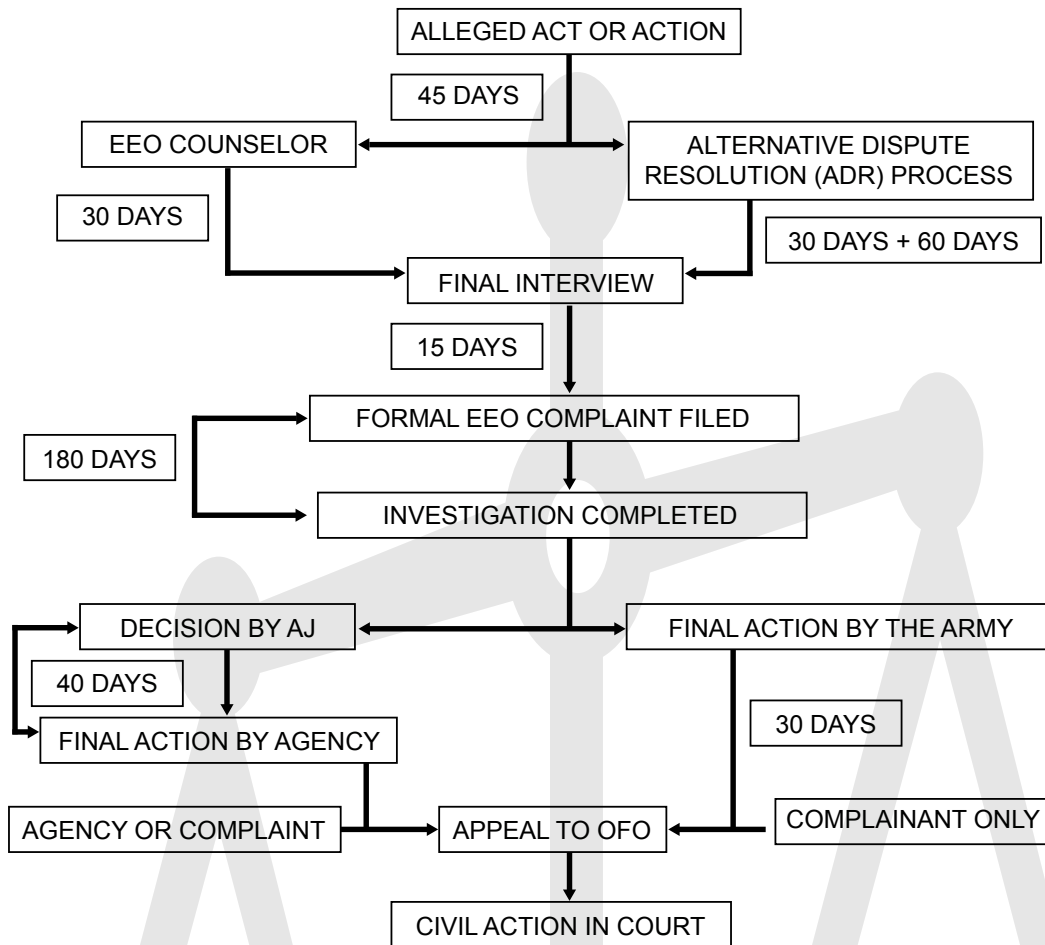 ALLEGED ACT OR ACTION
45 DAYS
EEO COUNSELOR
ALTERNATIVE DISPUTE
RESOLUTION (ADR) PROCESS
30 DAYS
30 DAYS + 60 DAYS
FINAL INTERVIEW
15 DAYS
FORMAL EEO COMPLAINT FILED
180 DAYS
INVESTIGATION COMPLETED
DECISION BY AJ
FINAL ACTION BY THE ARMY
40 DAYS
30 DAYS
FINAL ACTION BY AGENCY
AGENCY OR COMPLAINT
APPEAL TO OFO
COMPLAINANT ONLY
CIVIL ACTION IN COURT